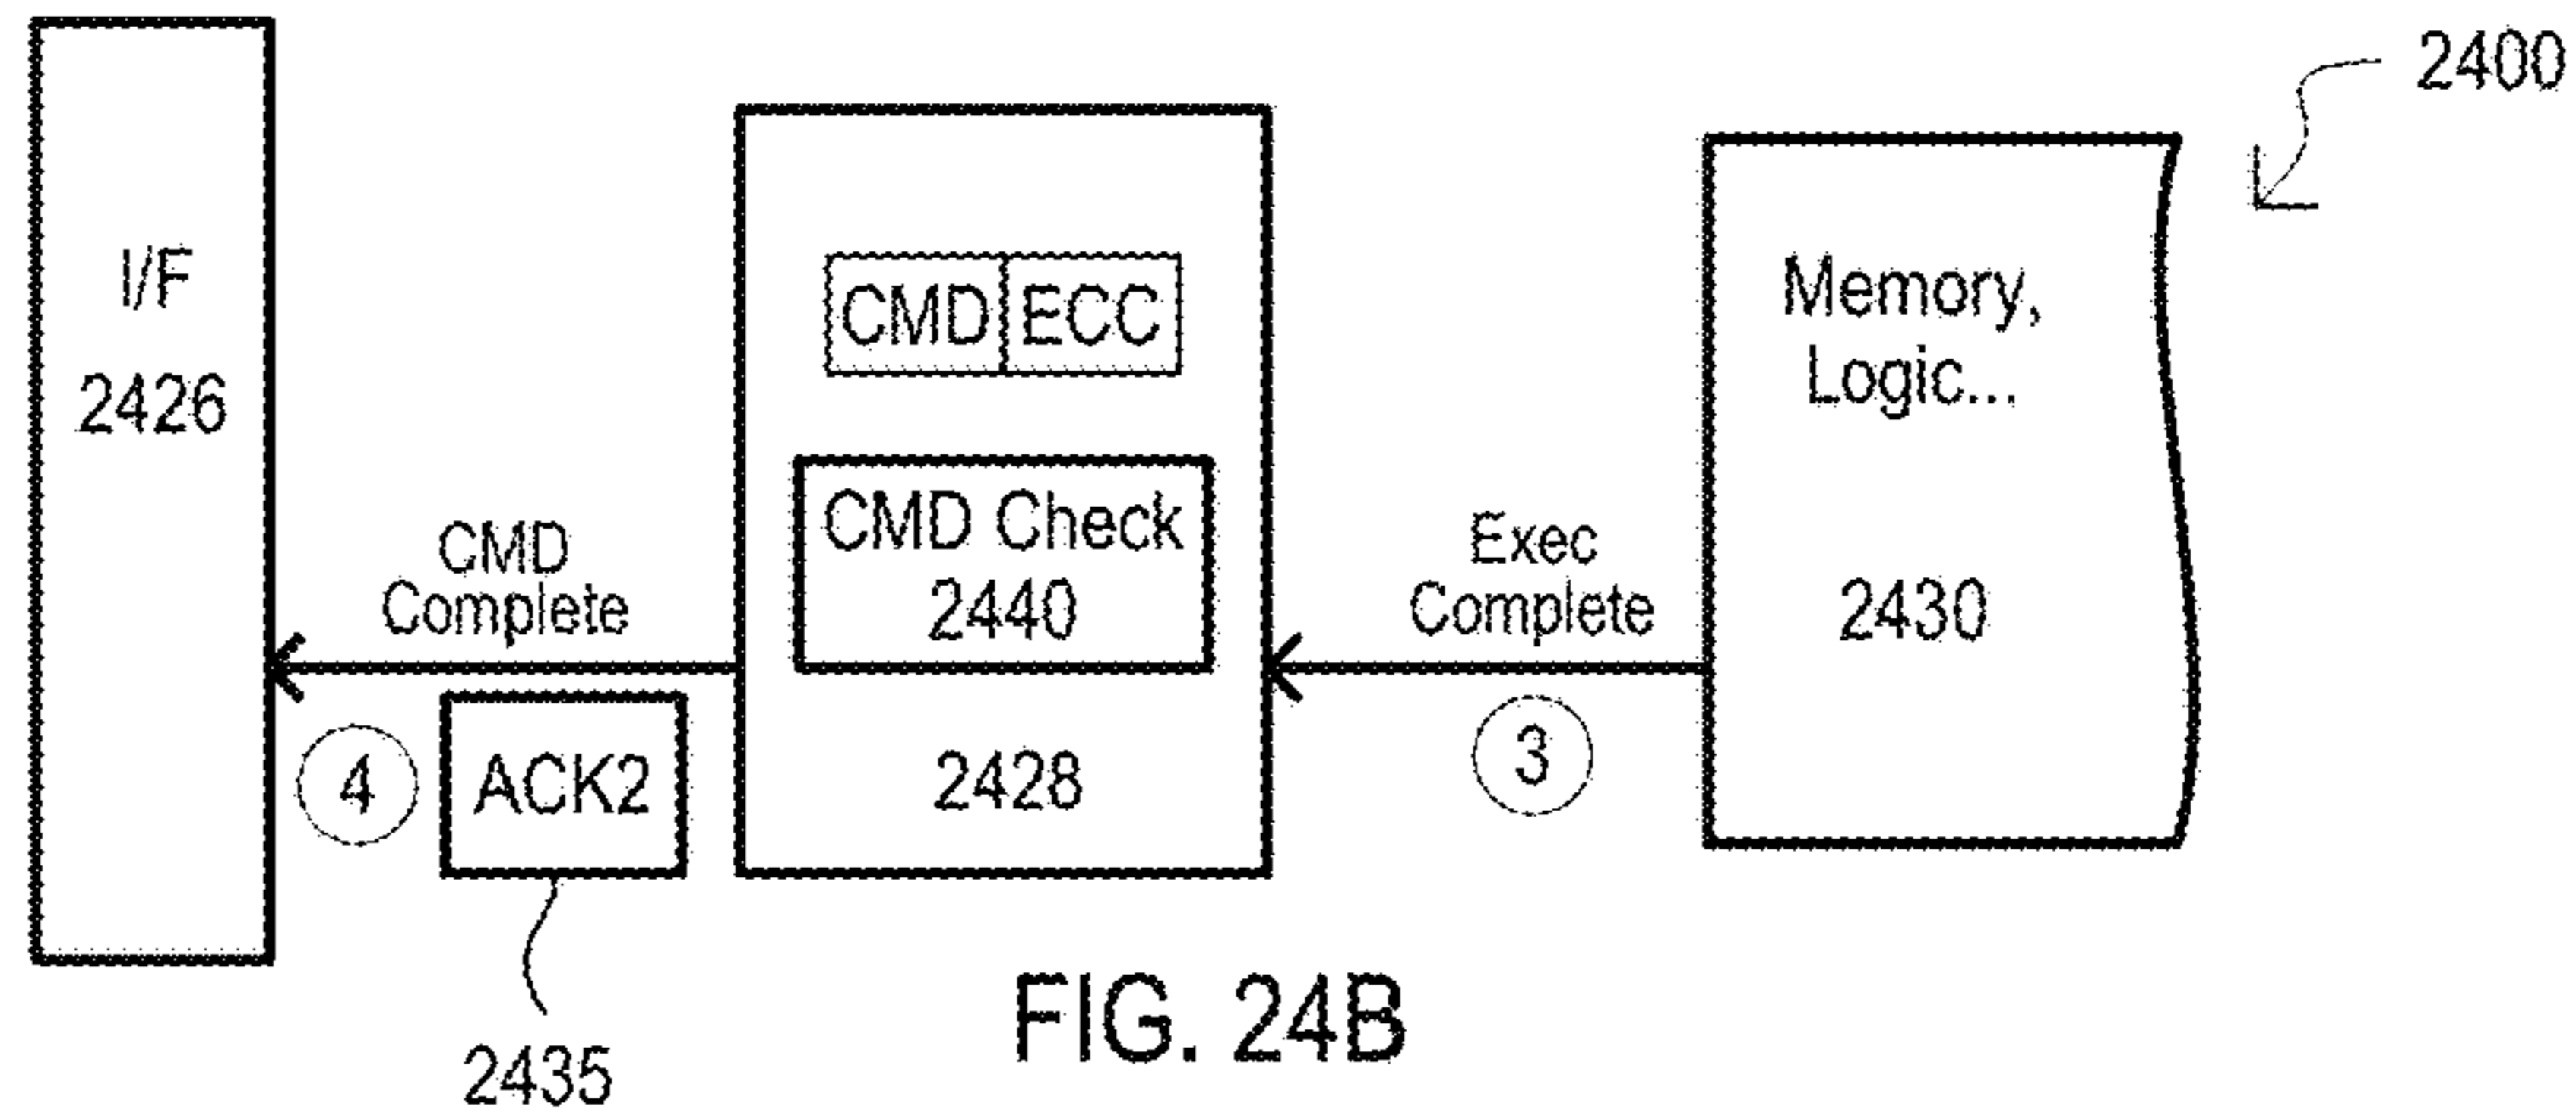 2400
I/F
2426
CMD ECC
CMD Check
2440
2428
Memory,
Logic...
2430
CMD
Complete
Exec
Complete
4
ACK2
3
2435
FIG. 24B